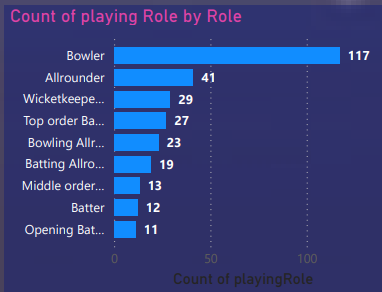 Count of playing Role by Role
Bowler 117
Allrounder 41
Wicketkeepe... 29
Top order Ba... 27
Bowling Allr... 23
Batting Allro... 19
Middle order... 13
Batter 12
Opening Bat... 11
0 50 100
Count of playingRole